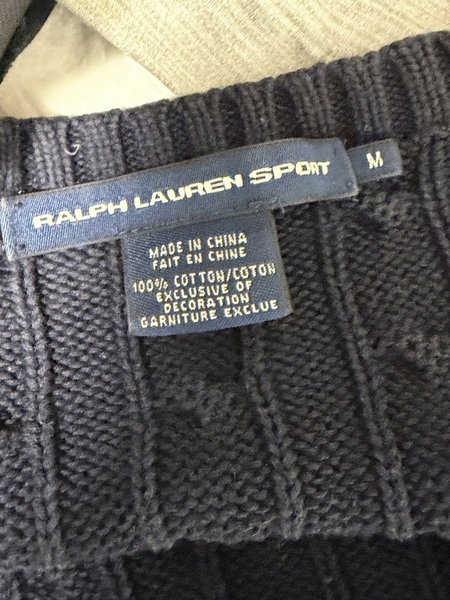 RALPH LAUREN SPORT
M
MADE IN CHINA
FAIT EN CHINE
100% COTTON/COTON
EXCLUSIVE OF
DECORATION
GARNITURE EXCLUE